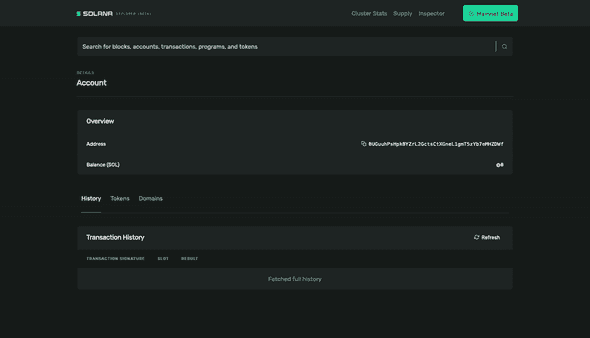 SOLANA EXPLORER (BETA)
Cluster Stats Supply Inspector
Mainnet Beta
Search for blocks, accounts, transactions, programs, and tokens
DETAILS
Account
Overview
Address
Balance (SOL)
◎0
History Tokens Domains
Transaction History
Refresh
TRANSACTION SIGNATURE SLOT RESULT
Fetched full history